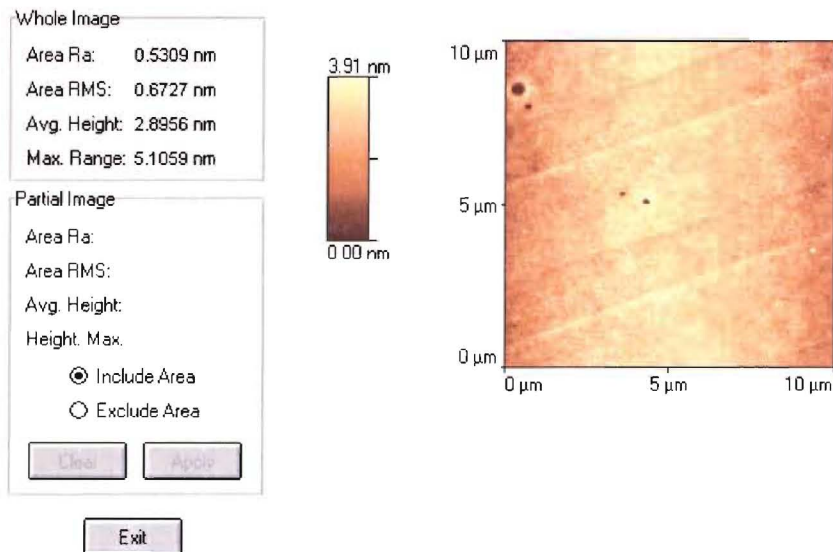 Whole Image
Area Ra: 0.5309 nm
Area RMS: 0.6727 nm
Avg. Height: 2.8956 nm
Max. Range: 5.1059 nm
Partial Image
Area Ra:
Area RMS:
Avg. Height:
Height. Max.
Include Area
Exclude Area
Clear Apply
Exit
3.91 nm
0.00 nm
10 µm
5 µm
0 µm
0 µm 5 µm 10 µm